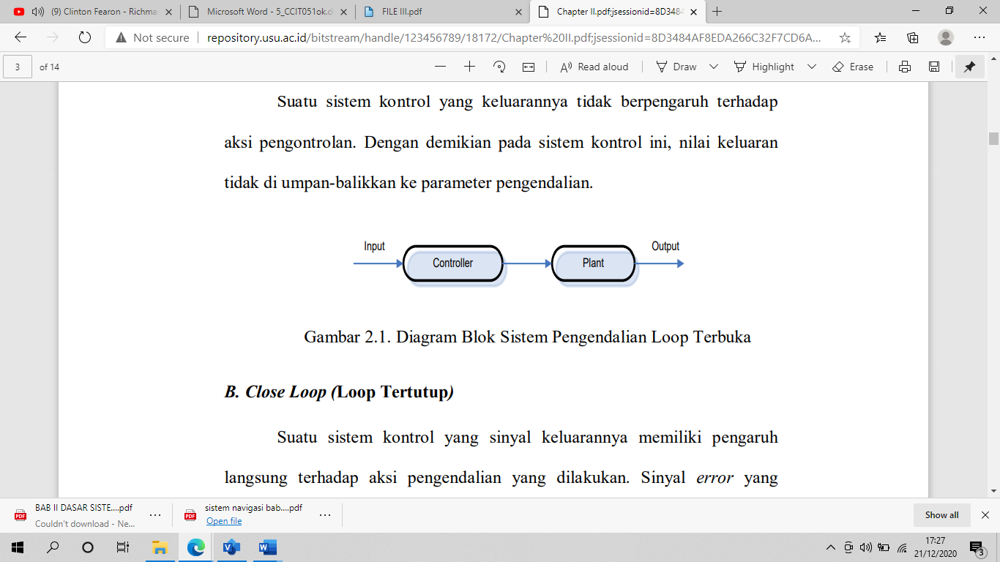 (9) Clinton Fearon - Richma
Microsoft Word - 5_CCIT051ok.d
FILE III.pdf
Chapter II.pdf;jsessionid=8D3484
Not secure
repository.usu.ac.id/bitstream/handle/123456789/18172/Chapter%20II.pdf;jsessionid=8D3484AF8EDA266C32F7CD6A...
3 of 14
Read aloud
Draw
Highlight
Erase
Suatu sistem kontrol yang keluarannya tidak berpengaruh terhadap
aksi pengontrolan. Dengan demikian pada sistem kontrol ini, nilai keluaran
tidak di umpan-balikkan ke parameter pengendalian.
Input
Controller
Plant
Output
Gambar 2.1. Diagram Blok Sistem Pengendalian Loop Terbuka
B. Close Loop (Loop Tertutup)
Suatu sistem kontrol yang sinyal keluarannya memiliki pengaruh
langsung terhadap aksi pengendalian yang dilakukan. Sinyal error yang
BAB II DASAR SISTE....pdf
Couldn't download - Ne...
sistem navigasi bab....pdf
Open file
Show all
17:27
21/12/2020
3